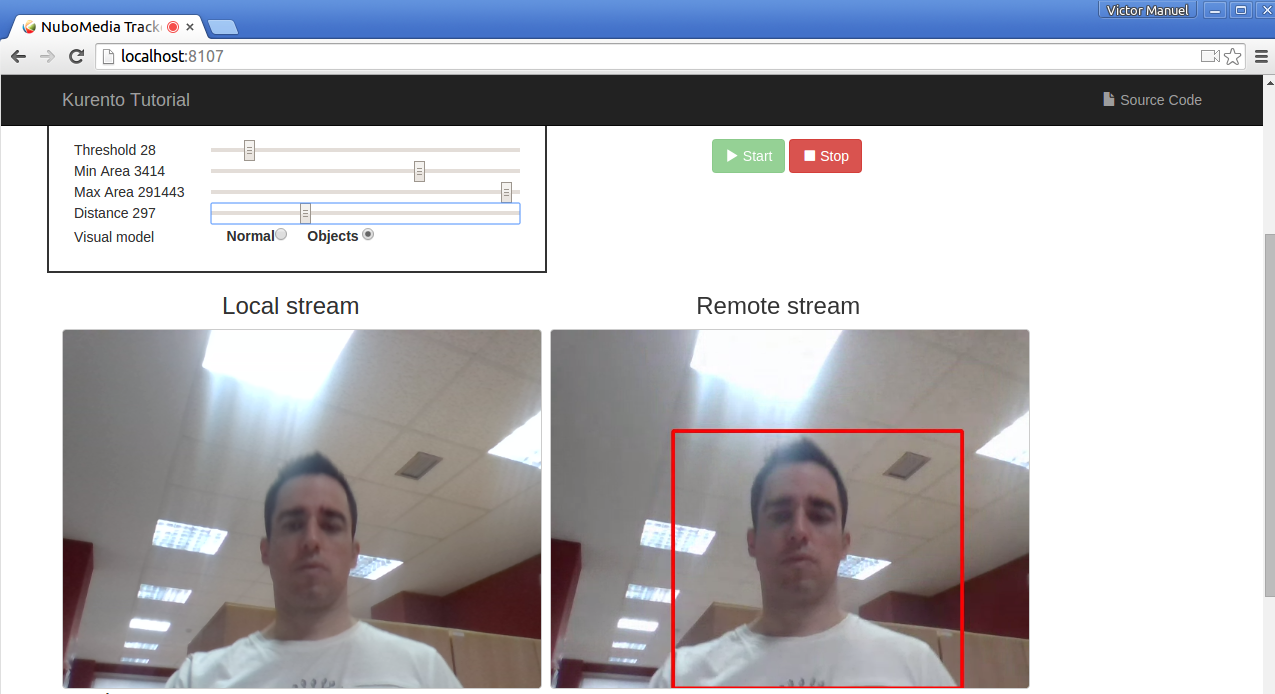 Victor Manuel
NuboMedia Track
localhost:8107
Kurento Tutorial
Source Code
Threshold 28
Min Area 3414
Max Area 291443
Distance 297
Visual model Normal Objects
Start Stop
Local stream
Remote stream